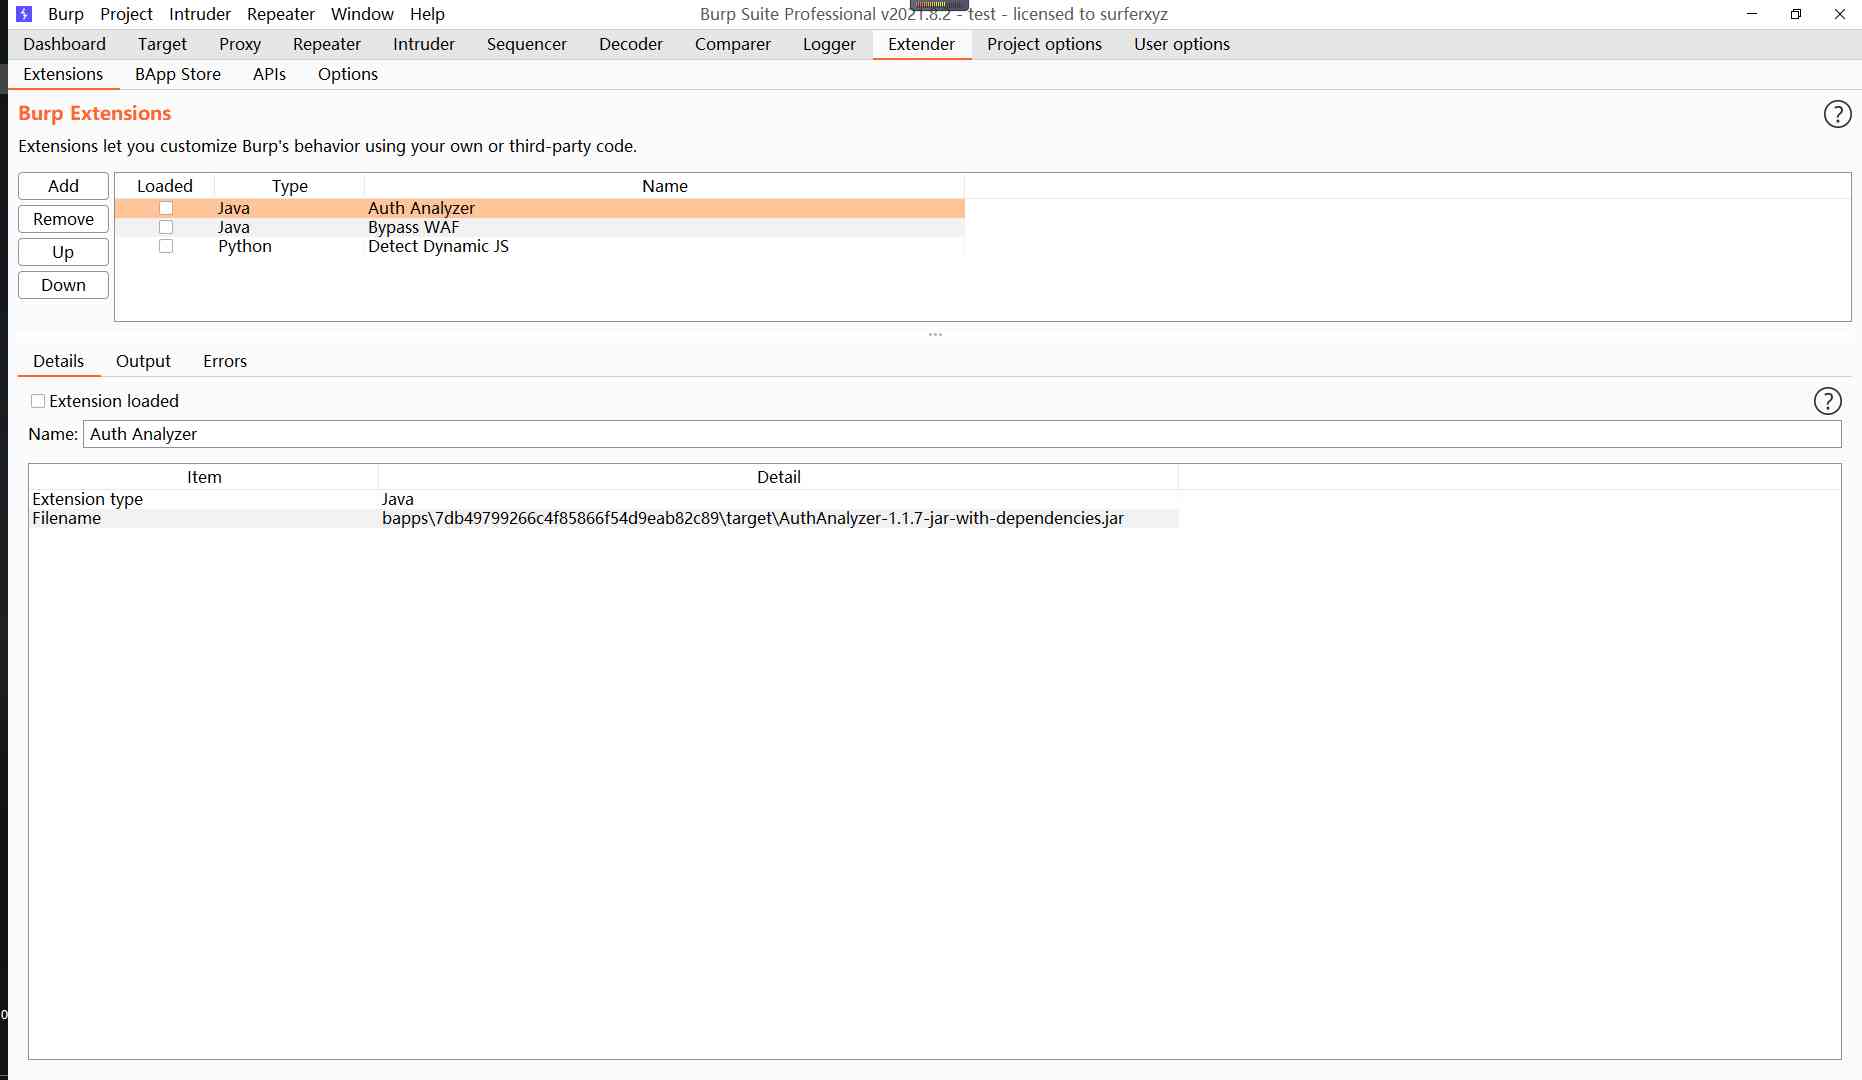 Burp Project Intruder Repeater Window Help
Burp Suite Professional v2021.8.2 - test - licensed to surferxyz
Dashboard Target Proxy Repeater Intruder Sequencer Decoder Comparer Logger Extender Project options User options
Extensions BApp Store APIs Options
Burp Extensions
?
Extensions let you customize Burp's behavior using your own or third-party code.
Add
Remove
Up
Down
Loaded Type Name
Java Auth Analyzer
Java Bypass WAF
Python Detect Dynamic JS
Details Output Errors
Extension loaded
?
Name: Auth Analyzer
Item Detail
Extension type Java
Filename bapps\7db49799266c4f85866f54d9eab82c89\target\AuthAnalyzer-1.1.7-jar-with-dependencies.jar
0